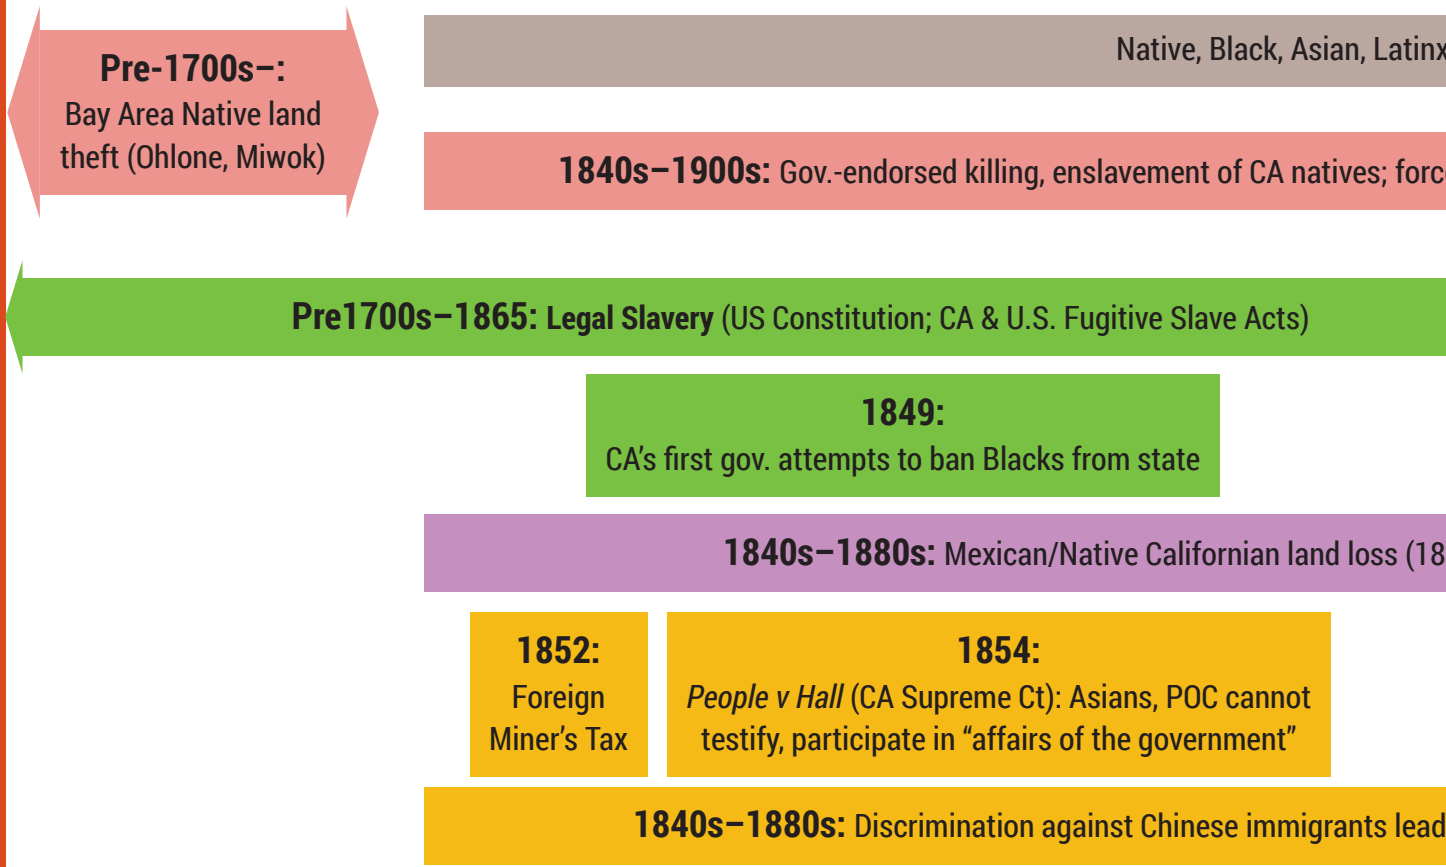 Pre-1700s–:
Bay Area Native land
theft (Ohlone, Miwok)
Native, Black, Asian, Latinx
1840s–1900s: Gov.-endorsed killing, enslavement of CA natives; forc
Pre1700s–1865: Legal Slavery (US Constitution; CA & U.S. Fugitive Slave Acts)
1849:
CA’s first gov. attempts to ban Blacks from state
1840s–1880s: Mexican/Native Californian land loss (18
1852:
Foreign
Miner’s Tax
1854:
People v Hall (CA Supreme Ct): Asians, POC cannot
testify, participate in “affairs of the government”
1840s–1880s: Discrimination against Chinese immigrants lead